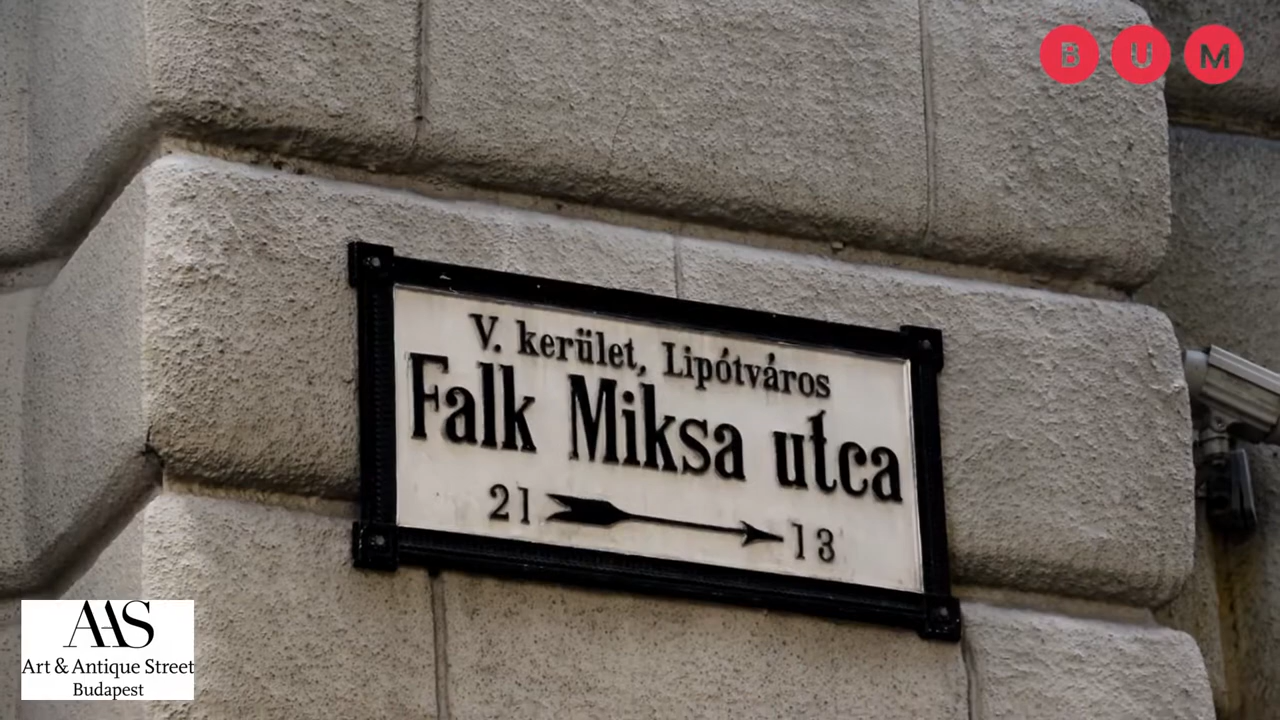 B U M
V. kerület, Lipótváros
Falk Miksa utca
21 13
AAS
Art & Antique Street
Budapest